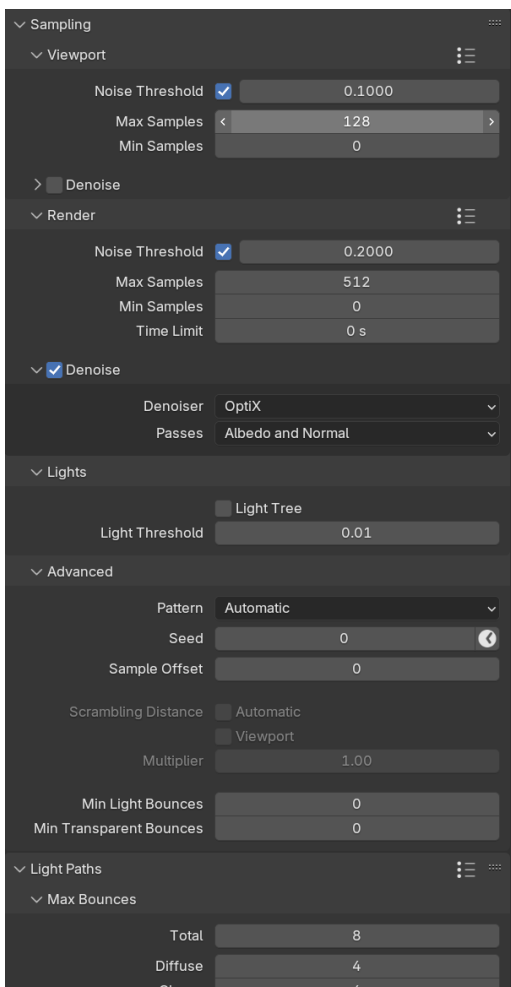 Sampling
Viewport
Noise Threshold 0.1000
Max Samples 128
Min Samples 0
Denoise
Render
Noise Threshold 0.2000
Max Samples 512
Min Samples 0
Time Limit 0 s
Denoise
Denoiser OptiX
Passes Albedo and Normal
Lights
Light Tree
Light Threshold 0.01
Advanced
Pattern Automatic
Seed 0
Sample Offset 0
Scrambling Distance Automatic
Viewport
Multiplier 1.00
Min Light Bounces 0
Min Transparent Bounces 0
Light Paths
Max Bounces
Total 8
Diffuse 4